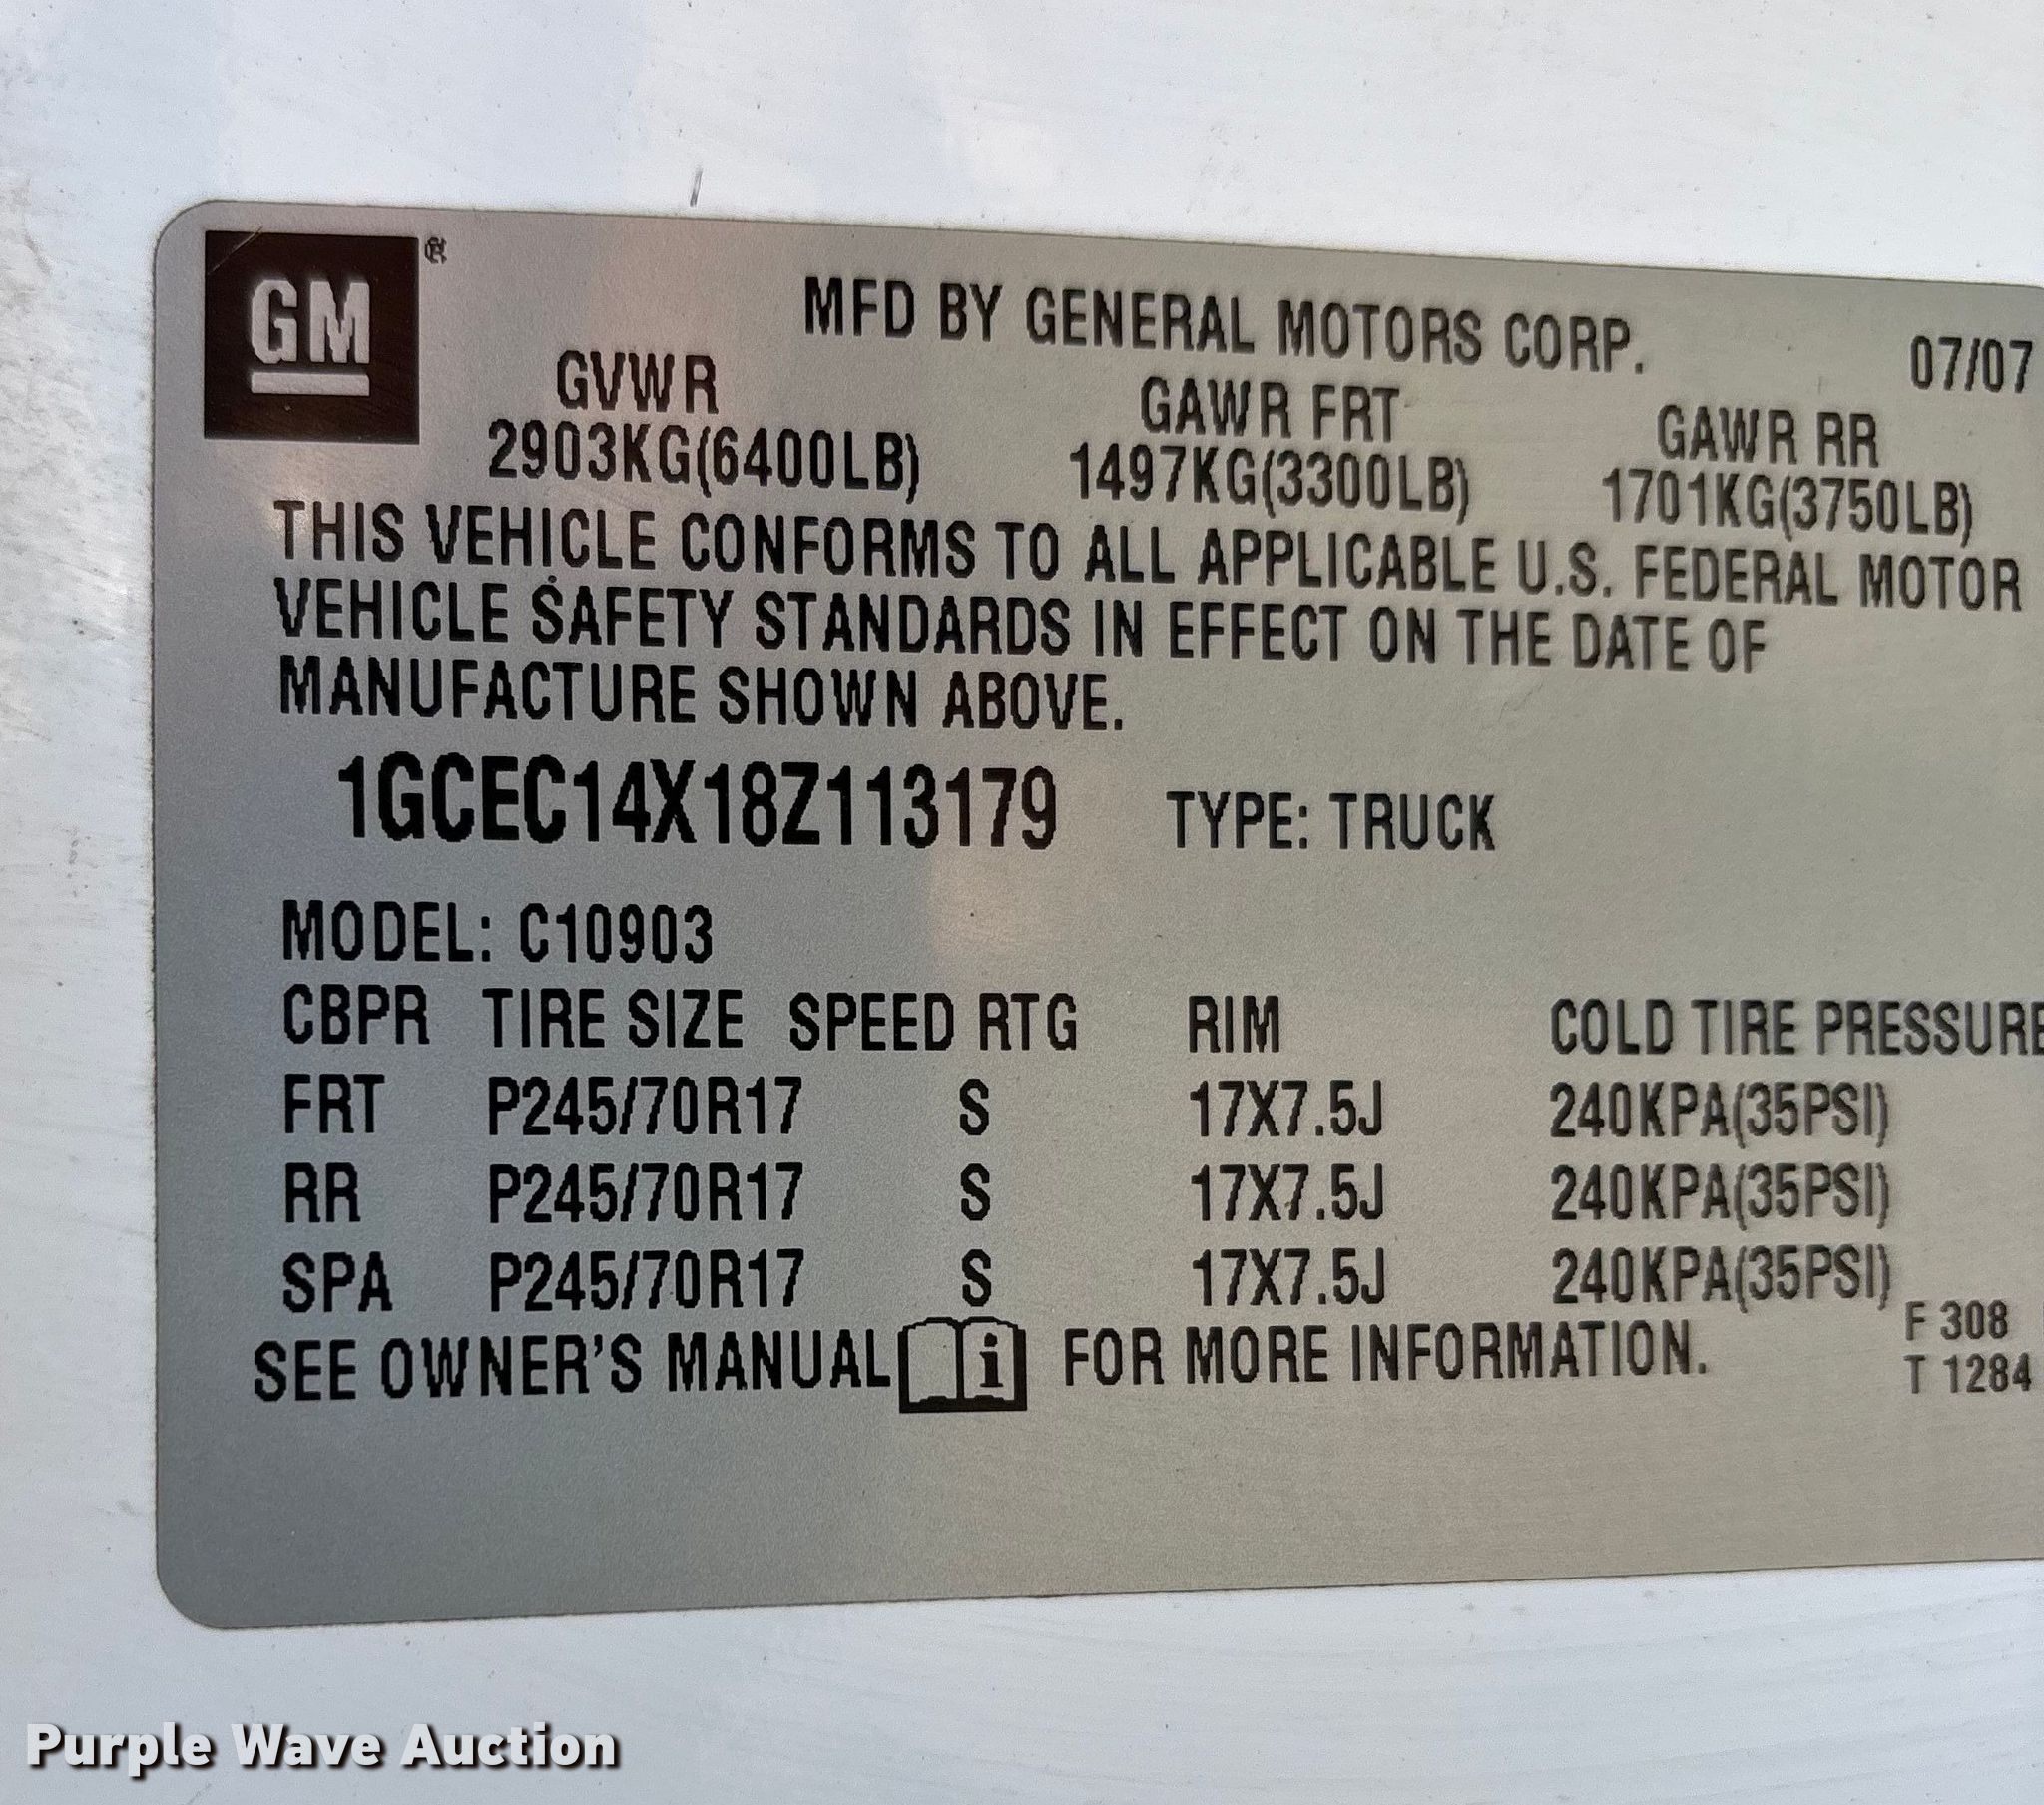 GM ®
MFD BY GENERAL MOTORS CORP. 07/07
GVWR GAWR FRT GAWR RR
2903KG(6400LB) 1497KG(3300LB) 1701KG(3750LB)
THIS VEHICLE CONFORMS TO ALL APPLICABLE U.S. FEDERAL MOTOR
VEHICLE SAFETY STANDARDS IN EFFECT ON THE DATE OF
MANUFACTURE SHOWN ABOVE.
1GCEC14X18Z113179 TYPE: TRUCK
MODEL: C10903
CBPR TIRE SIZE SPEED RTG RIM COLD TIRE PRESSURE
FRT P245/70R17 S 17X7.5J 240KPA(35PSI)
RR P245/70R17 S 17X7.5J 240KPA(35PSI)
SPA P245/70R17 S 17X7.5J 240KPA(35PSI)
SEE OWNER'S MANUAL i FOR MORE INFORMATION.
F 308
T 1284
Purple Wave Auction